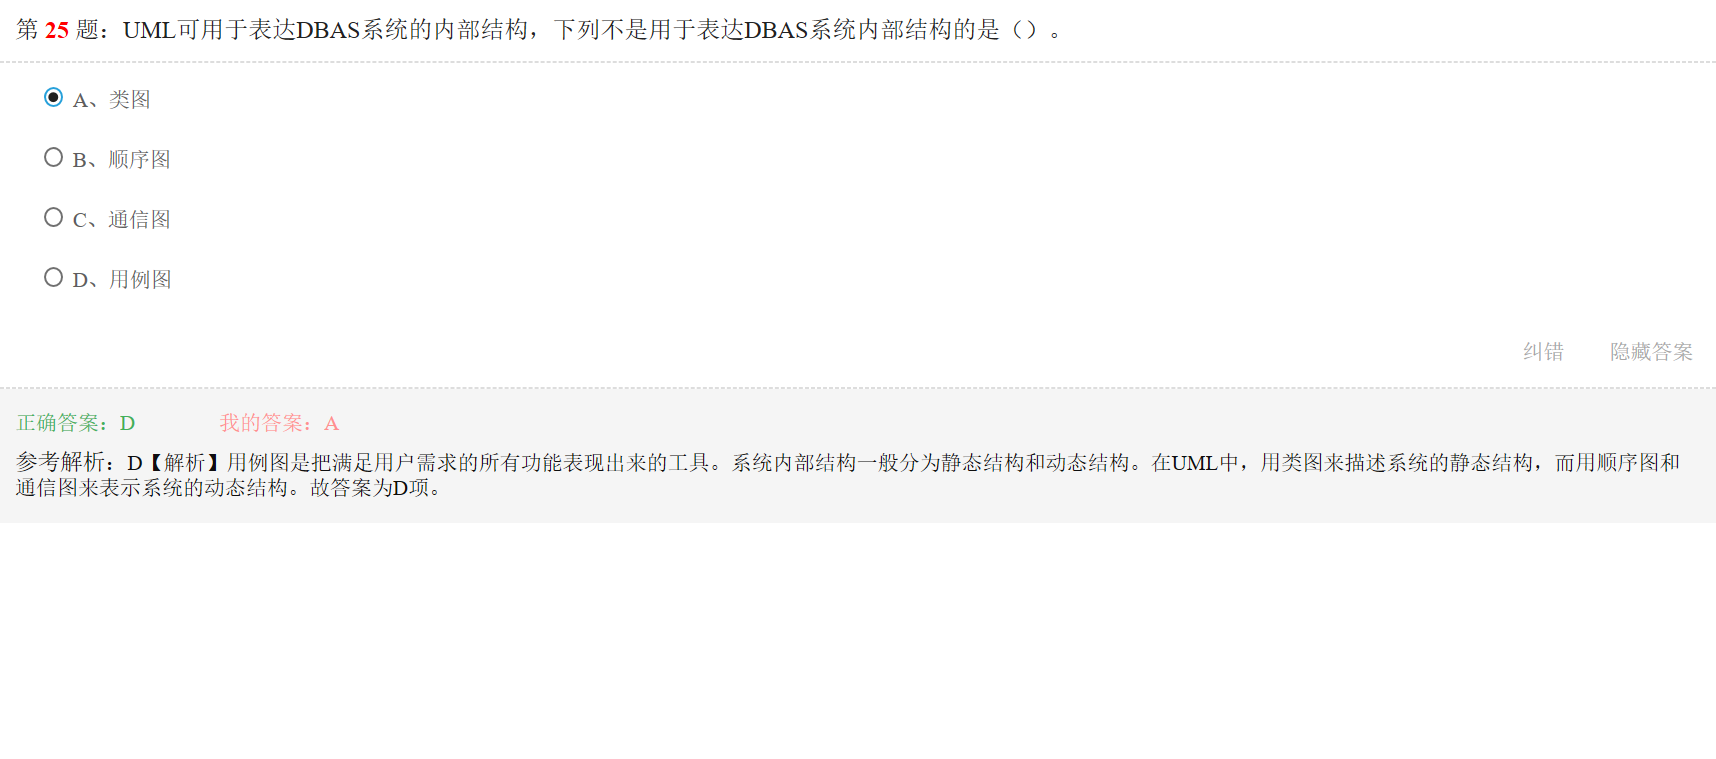 第 25 题：UML可用于表达DBAS系统的内部结构，下列不是用于表达DBAS系统内部结构的是（）。
A、类图
B、顺序图
C、通信图
D、用例图
纠错 隐藏答案
正确答案：D 我的答案：A
参考解析：D【解析】用例图是把满足用户需求的所有功能表现出来的工具。系统内部结构一般分为静态结构和动态结构。在UML中，用类图来描述系统的静态结构，而用顺序图和
通信图来表示系统的动态结构。故答案为D项。